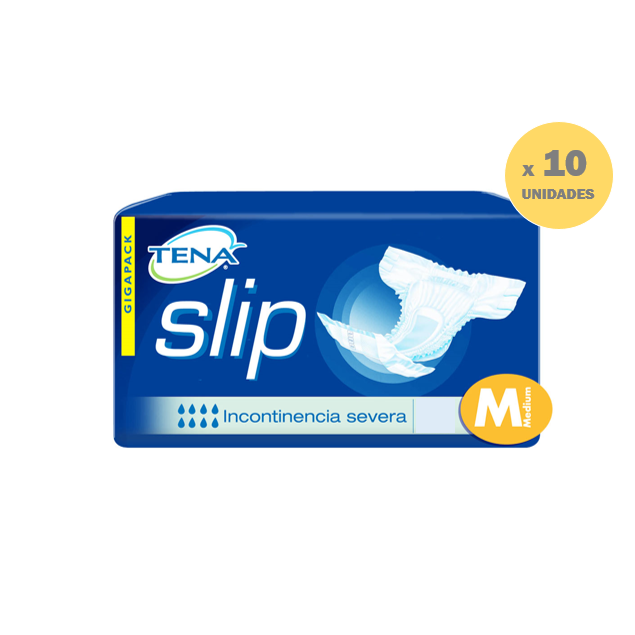 x 10
UNIDADES
GIGAPACK
TENA®
slip
Incontinencia severa
M
Medium